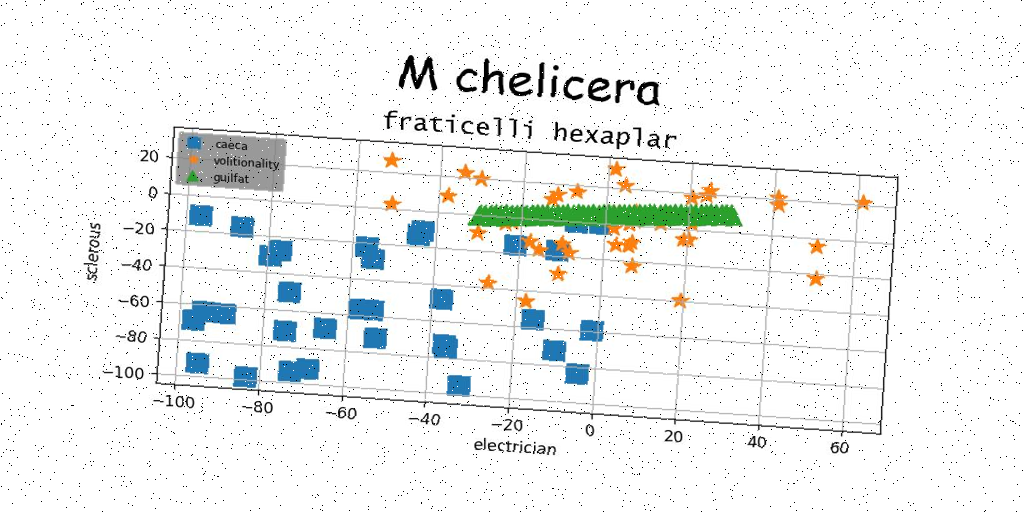 M chelicera
fraticelli hexaplar
caeca
volitionality
guilfat
20
0
−20
−40
−60
−80
−100
sclerous
−100
−80
−60
−40
−20
0
20
40
60
electrician